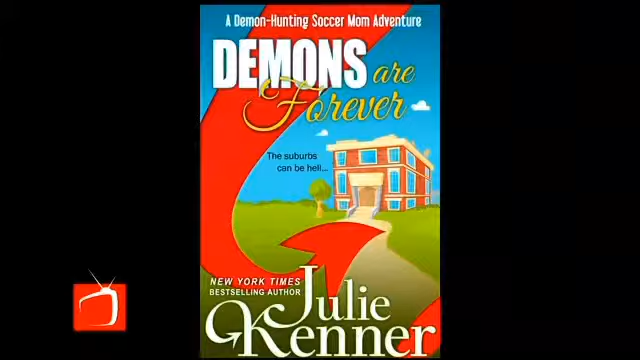 A Demon-Hunting Soccer Mom Adventure
DEMONS are
Forever
The suburbs
can be hell...
NEW YORK TIMES
BESTSELLING AUTHOR
Julie
Kenner